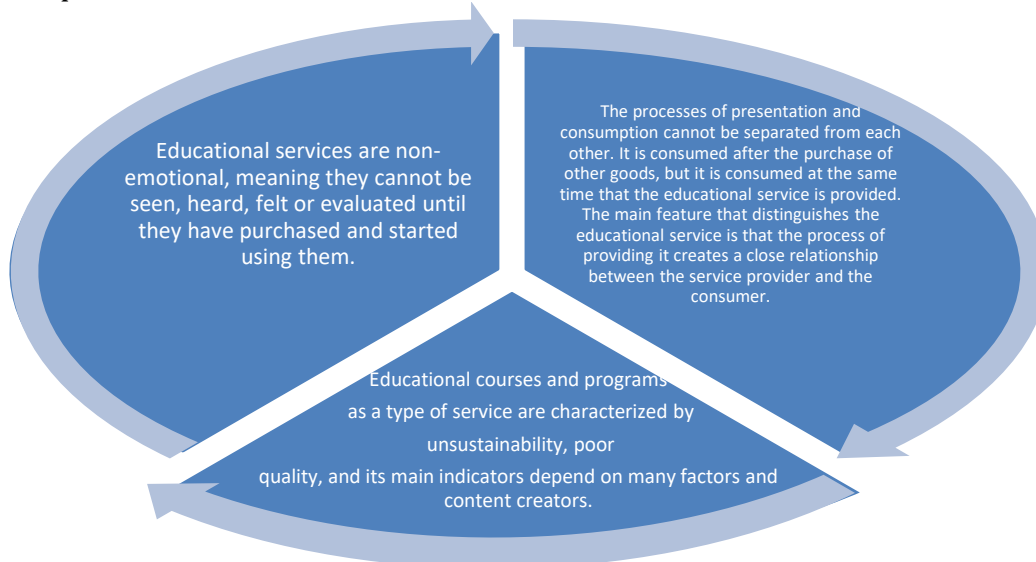 Educational services are non-
emotional, meaning they cannot be
seen, heard, felt or evaluated until
they have purchased and started
using them.
The processes of presentation and
consumption cannot be separated from each
other. It is consumed after the purchase of
other goods, but it is consumed at the same
time that the educational service is provided.
The main feature that distinguishes the
educational service is that the process of
providing it creates a close relationship
between the service provider and the
consumer.
Educational courses and programs
as a type of service are characterized by
unsustainability, poor
quality, and its main indicators depend on many factors and
content creators.